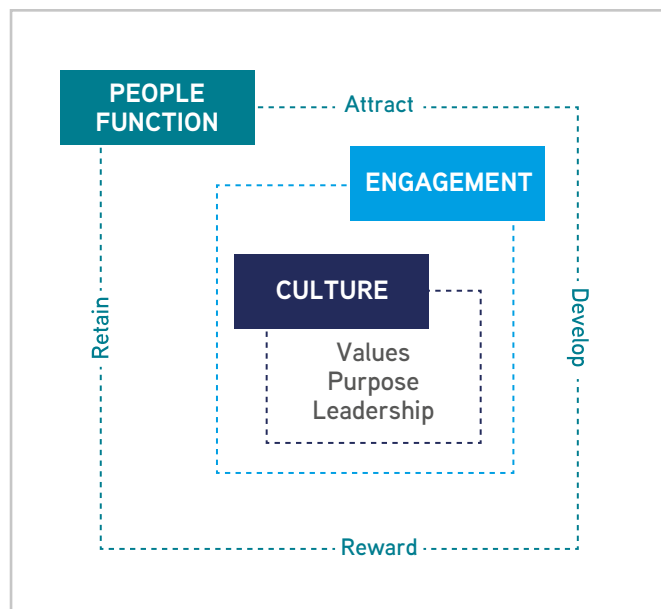 PEOPLE
FUNCTION
Attract
ENGAGEMENT
CULTURE
Values
Purpose
Leadership
Retain
Develop
Reward